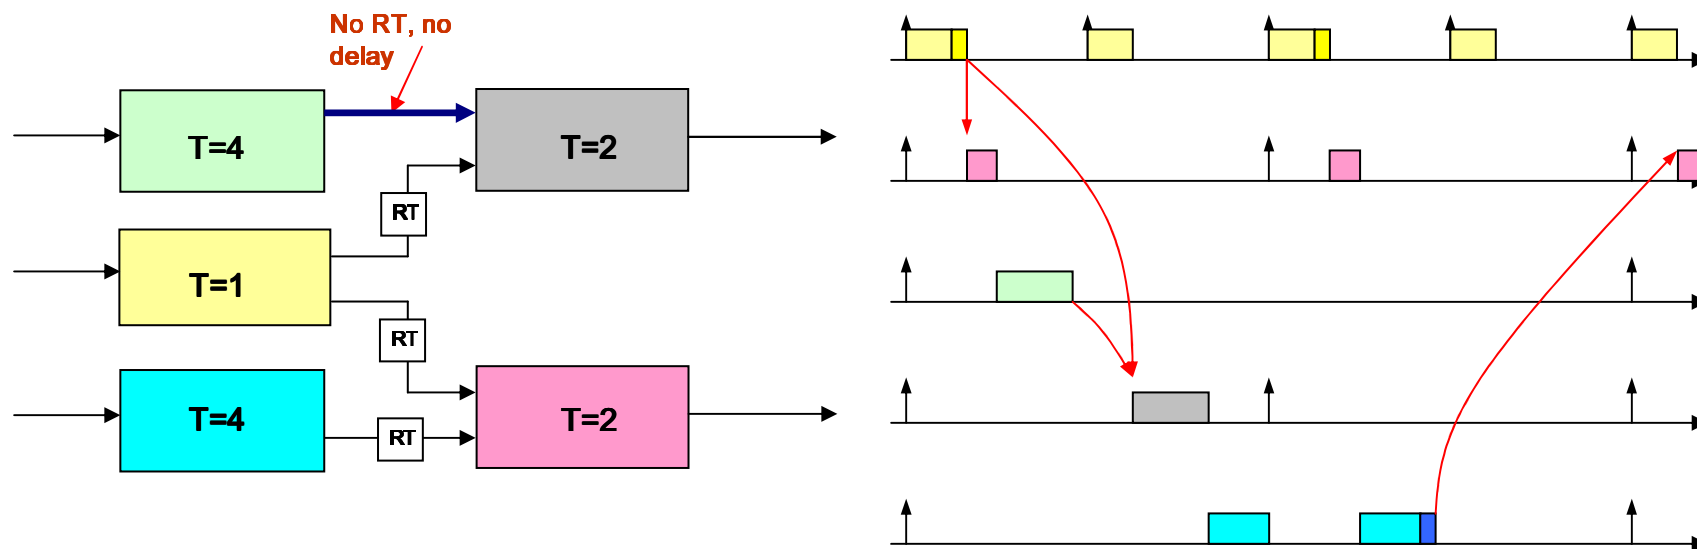 No RT, no
delay
T=4
T=2
RT
T=1
RT
T=4
RT
T=2